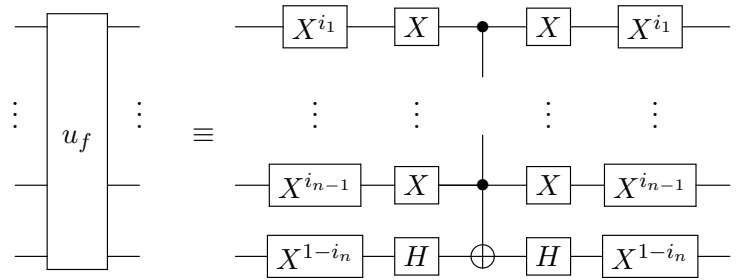 $X^{i_1}$ $X$ $X$ $X^{i_1}$
⋮ $u_f$ ⋮ ≡ ⋮ ⋮ ⋮ ⋮
$X^{i_{n-1}}$ $X$ $X$ $X^{i_{n-1}}$
$X^{1-i_n}$ $H$ $H$ $X^{1-i_n}$